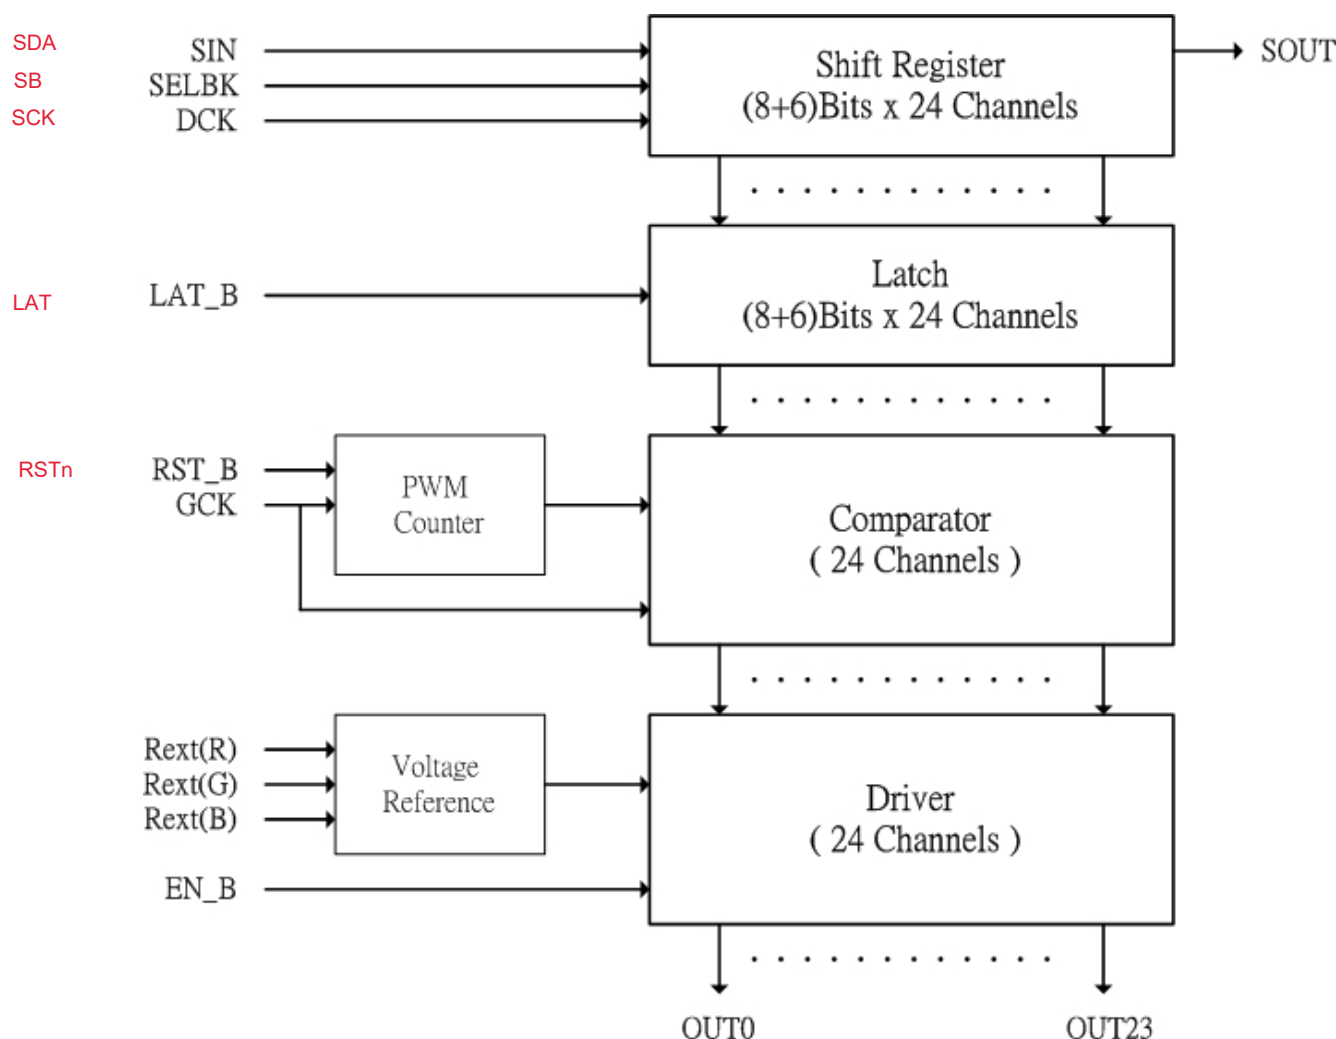 SDA
SIN
SOUT
SB
SELBK
SCK
DCK
Shift Register
(8+6)Bits x 24 Channels
LAT
LAT_B
Latch
(8+6)Bits x 24 Channels
RSTn
RST_B
GCK
PWM
Counter
Comparator
( 24 Channels )
Rext(R)
Rext(G)
Rext(B)
Voltage
Reference
Driver
( 24 Channels )
EN_B
OUT0
OUT23